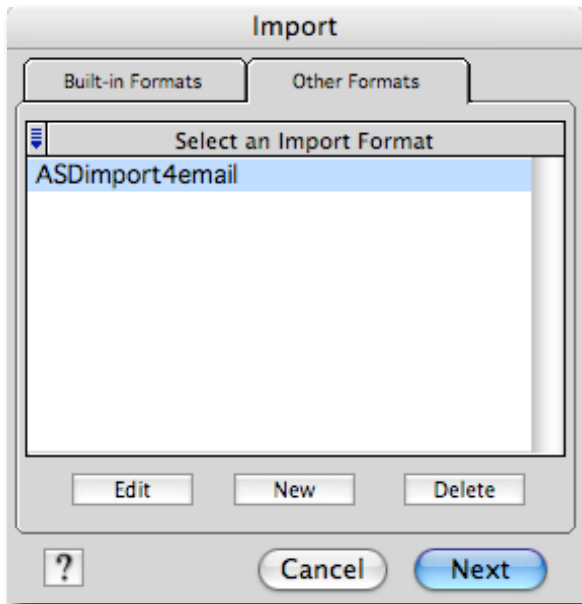 Import
Built-in Formats Other Formats
Select an Import Format
ASDimport4email
Edit New Delete
? Cancel Next